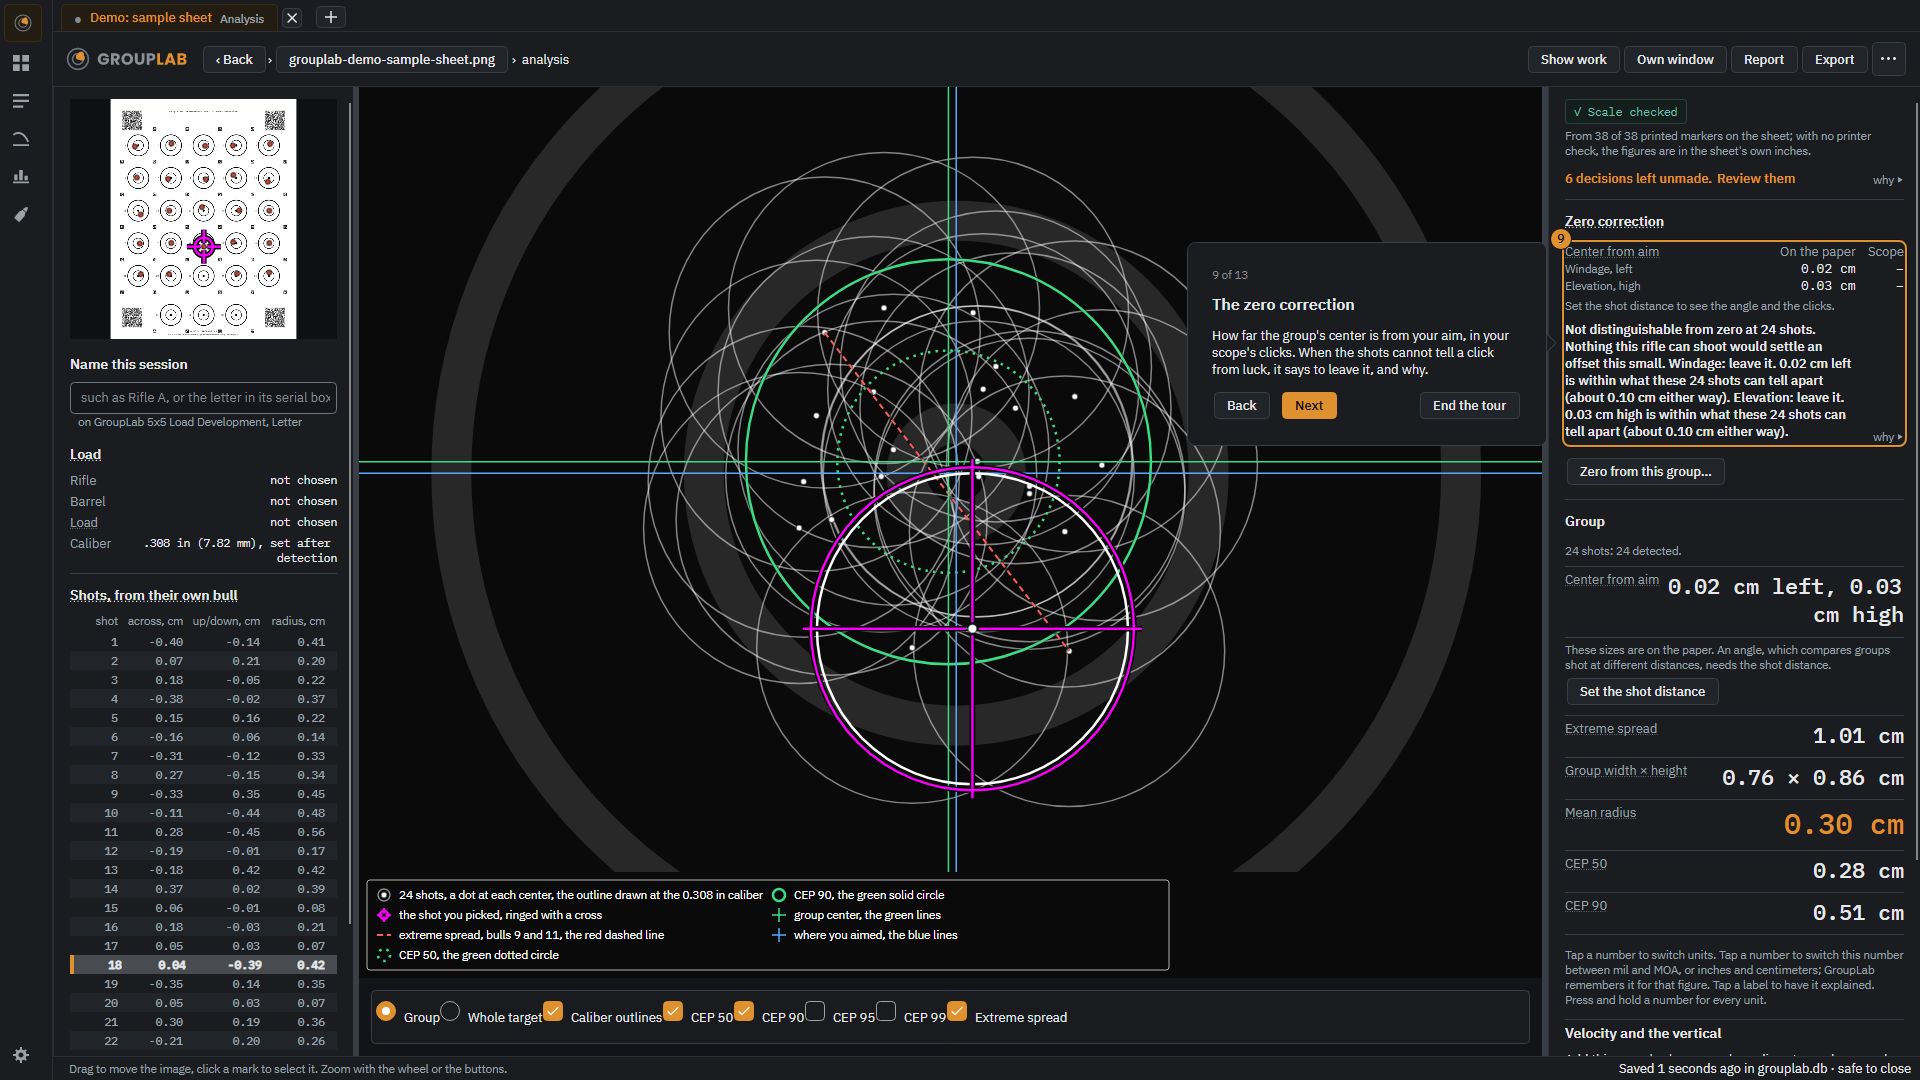 Demo: sample sheet Analysis
GROUPLAB
‹ Back › grouplab-demo-sample-sheet.png › analysis
Show work
Own window
Report
Export
Name this session
such as Rifle A, or the letter in its serial box
on GroupLab 5x5 Load Development, Letter
Load
Rifle not chosen
Barrel not chosen
Load not chosen
Caliber .308 in (7.82 mm), set after
detection
Shots, from their own bull
shot across, cm up/down, cm radius, cm
1 -0.40 -0.14 0.41
2 0.07 0.21 0.20
3 0.18 -0.05 0.22
4 -0.38 -0.02 0.37
5 0.15 0.16 0.22
6 -0.16 0.06 0.14
7 -0.31 -0.12 0.33
8 0.27 -0.15 0.34
9 -0.33 0.35 0.45
10 -0.11 -0.44 0.48
11 0.28 -0.45 0.56
12 -0.19 -0.01 0.17
13 -0.18 0.42 0.42
14 0.37 0.02 0.39
15 0.06 -0.01 0.08
16 0.18 -0.03 0.21
17 0.05 0.03 0.07
18 0.04 -0.39 0.42
19 -0.35 0.14 0.35
20 0.05 0.03 0.07
21 0.30 0.19 0.36
22 -0.21 0.20 0.26
9 of 13
The zero correction
How far the group's center is from your aim, in your
scope's clicks. When the shots cannot tell a click
from luck, it says to leave it, and why.
Back
Next
End the tour
24 shots, a dot at each center, the outline drawn at the 0.308 in caliber
the shot you picked, ringed with a cross
extreme spread, bulls 9 and 11, the red dashed line
CEP 50, the green dotted circle
CEP 90, the green solid circle
group center, the green lines
where you aimed, the blue lines
Group
Whole target
Caliber outlines
CEP 50
CEP 90
CEP 95
CEP 99
Extreme spread
√ Scale checked
From 38 of 38 printed markers on the sheet; with no printer
check, the figures are in the sheet's own inches.
6 decisions left unmade. Review them
why ▸
Zero correction
9
Center from aim On the paper Scope
Windage, left 0.02 cm –
Elevation, high 0.03 cm –
Set the shot distance to see the angle and the clicks.
Not distinguishable from zero at 24 shots.
Nothing this rifle can shoot would settle an
offset this small. Windage: leave it. 0.02 cm left
is within what these 24 shots can tell apart
(about 0.10 cm either way). Elevation: leave it.
0.03 cm high is within what these 24 shots can
tell apart (about 0.10 cm either way).
why ▸
Zero from this group...
Group
24 shots: 24 detected.
Center from aim 0.02 cm left, 0.03
cm high
These sizes are on the paper. An angle, which compares groups
shot at different distances, needs the shot distance.
Set the shot distance
Extreme spread 1.01 cm
Group width × height 0.76 × 0.86 cm
Mean radius 0.30 cm
CEP 50 0.28 cm
CEP 90 0.51 cm
Tap a number to switch units. Tap a number to switch this number
between mil and MOA, or inches and centimeters; GroupLab
remembers it for that figure. Tap a label to have it explained.
Press and hold a number for every unit.
Velocity and the vertical
Drag to move the image, click a mark to select it. Zoom with the wheel or the buttons.
Saved 1 seconds ago in grouplab.db · safe to close